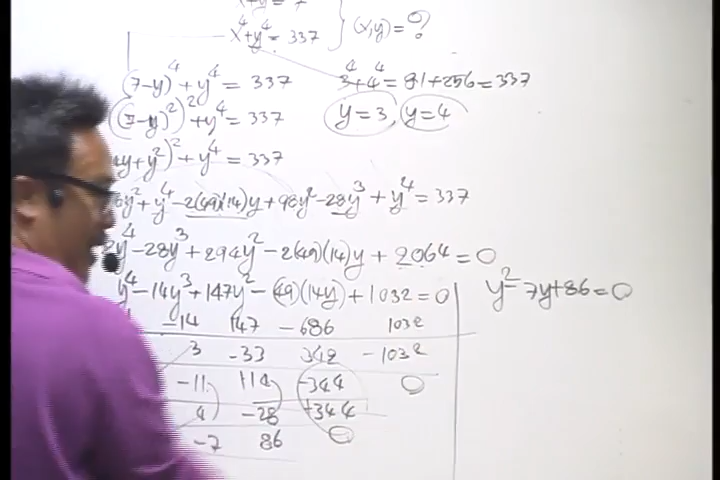 x+y = 7
x⁴+y⁴ = 337 } (x,y) = ?
(7-y)⁴ + y⁴ = 337
3⁴+4⁴ = 81+256 = 337
((7-y)²)² + y⁴ = 337
y=3, y=4
4y+y²)² + y⁴ = 337
y² + y⁴ - 2(49)(14)y + 98y² - 28y³ + y⁴ = 337
2y⁴ - 28y³ + 294y² - 2(49)(14)y + 2064 = 0
y⁴ - 14y³ + 147y² - (49)(14y) + 1032 = 0
y² - 7y + 86 = 0
-14 147 -686 1032
3 -33 342 -1032
-11 114 -344 0
4 -28 +344
-7 86 0